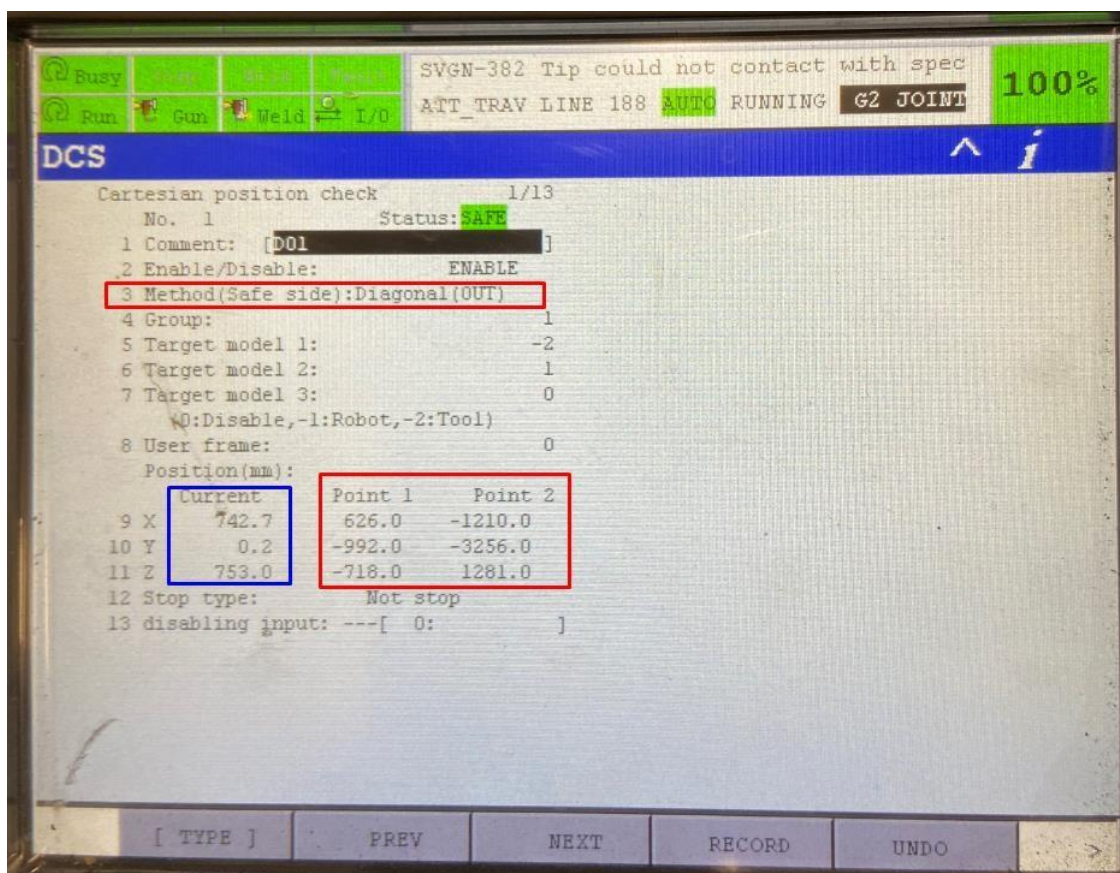 Busy
SVGN-382 Tip could not contact with spec
100%
Run Gun Weld I/O
ATT_TRAV LINE 188 AUTO RUNNING G2 JOINT
DCS
Cartesian position check 1/13
No. 1 Status:SAFE
1 Comment: [D01 ]
2 Enable/Disable: ENABLE
3 Method(Safe side):Diagonal(OUT)
4 Group: 1
5 Target model 1: -2
6 Target model 2: 1
7 Target model 3: 0
(0:Disable,-1:Robot,-2:Tool)
8 User frame: 0
Position(mm):
Current Point 1 Point 2
9 X 742.7 626.0 -1210.0
10 Y 0.2 -992.0 -3256.0
11 Z 753.0 -718.0 1281.0
12 Stop type: Not stop
13 disabling input: ---[ 0: ]
[ TYPE ] PREV NEXT RECORD UNDO >